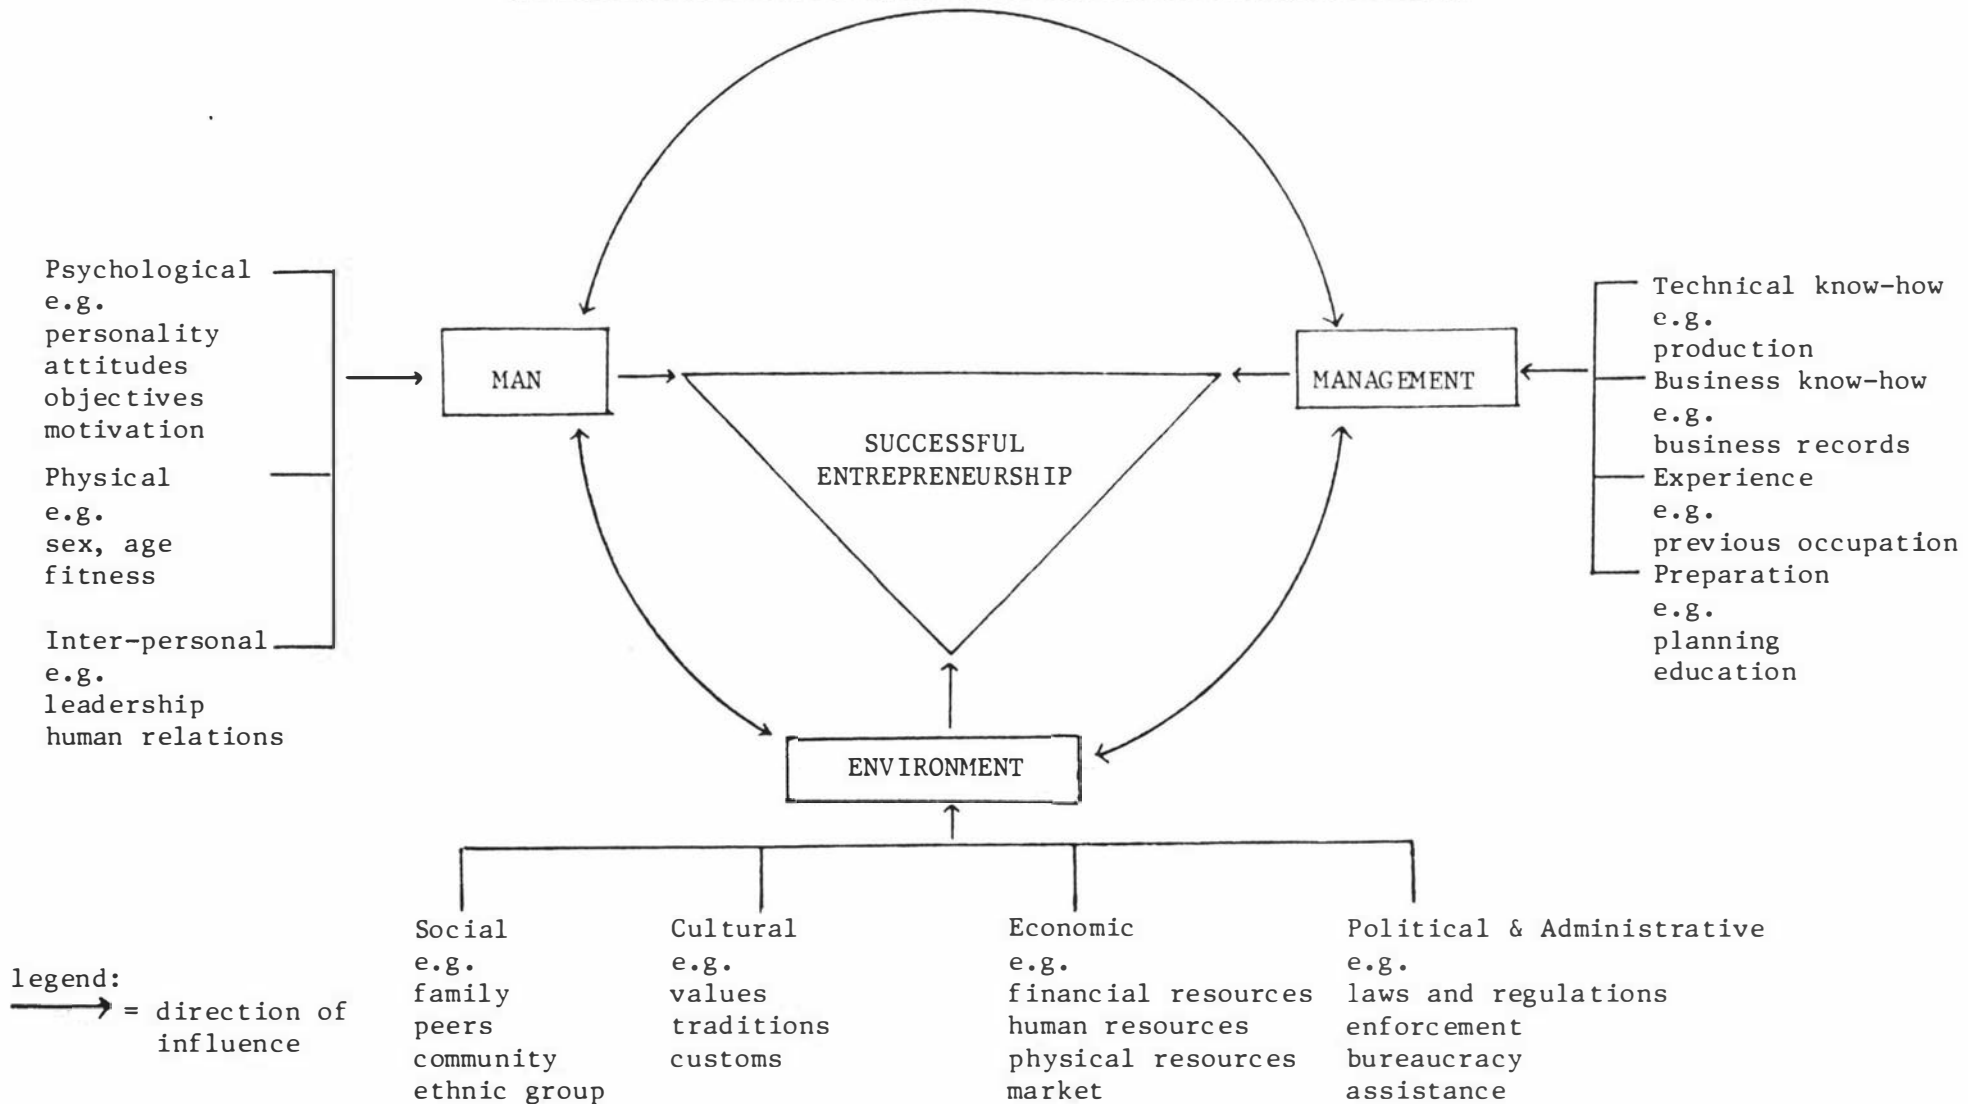 Psychological
e.g.
personality
attitudes
objectives
motivation
Physical
e.g.
sex, age
fitness
Inter-personal
e.g.
leadership
human relations
MAN
SUCCESSFUL
ENTREPRENEURSHIP
MANAGEMENT
Technical know-how
e.g.
production
Business know-how
e.g.
business records
Experience
e.g.
previous occupation
Preparation
e.g.
planning
education
ENVIRONMENT
Social
e.g.
family
peers
community
ethnic group
Cultural
e.g.
values
traditions
customs
Economic
e.g.
financial resources
human resources
physical resources
market
Political & Administrative
e.g.
laws and regulations
enforcement
bureaucracy
assistance
legend:
= direction of
influence